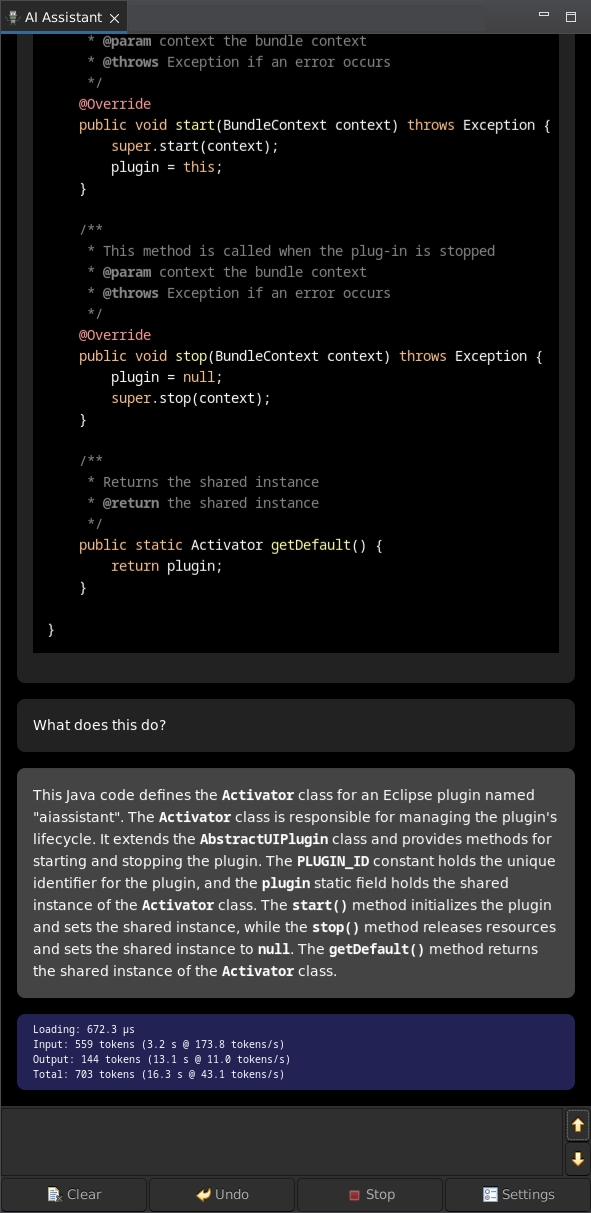 AI Assistant
     * @param context the bundle context
     * @throws Exception if an error occurs
     */
    @Override
    public void start(BundleContext context) throws Exception {
        super.start(context);
        plugin = this;
    }
    /**
     * This method is called when the plug-in is stopped
     * @param context the bundle context
     * @throws Exception if an error occurs
     */
    @Override
    public void stop(BundleContext context) throws Exception {
        plugin = null;
        super.stop(context);
    }
    /**
     * Returns the shared instance
     * @return the shared instance
     */
    public static Activator getDefault() {
        return plugin;
    }
}
What does this do?
This Java code defines the Activator class for an Eclipse plugin named
"aiassistant". The Activator class is responsible for managing the plugin's
lifecycle. It extends the AbstractUIPlugin class and provides methods for
starting and stopping the plugin. The PLUGIN_ID constant holds the unique
identifier for the plugin, and the plugin static field holds the shared
instance of the Activator class. The start() method initializes the plugin
and sets the shared instance, while the stop() method releases resources
and sets the shared instance to null. The getDefault() method returns
the shared instance of the Activator class.
Loading: 672.3 µs
Input: 559 tokens (3.2 s @ 173.8 tokens/s)
Output: 144 tokens (13.1 s @ 11.0 tokens/s)
Total: 703 tokens (16.3 s @ 43.1 tokens/s)
Clear Undo Stop Settings